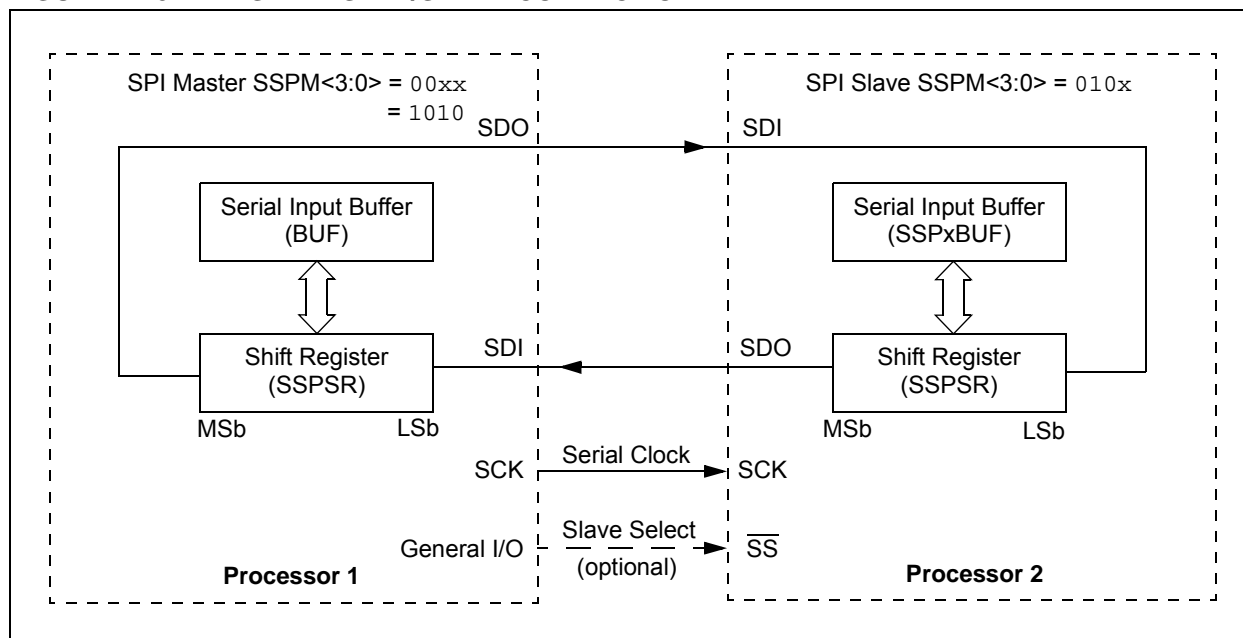 SPI Master SSPM<3:0> = 00xx
= 1010
SDO
Serial Input Buffer
(BUF)
Shift Register
(SSPSR)
MSb
LSb
SDI
SCK
General I/O
Processor 1
Serial Clock
Slave Select
(optional)
SPI Slave SSPM<3:0> = 010x
SDI
Serial Input Buffer
(SSPxBUF)
SDO
Shift Register
(SSPSR)
MSb
LSb
SCK
SS
Processor 2